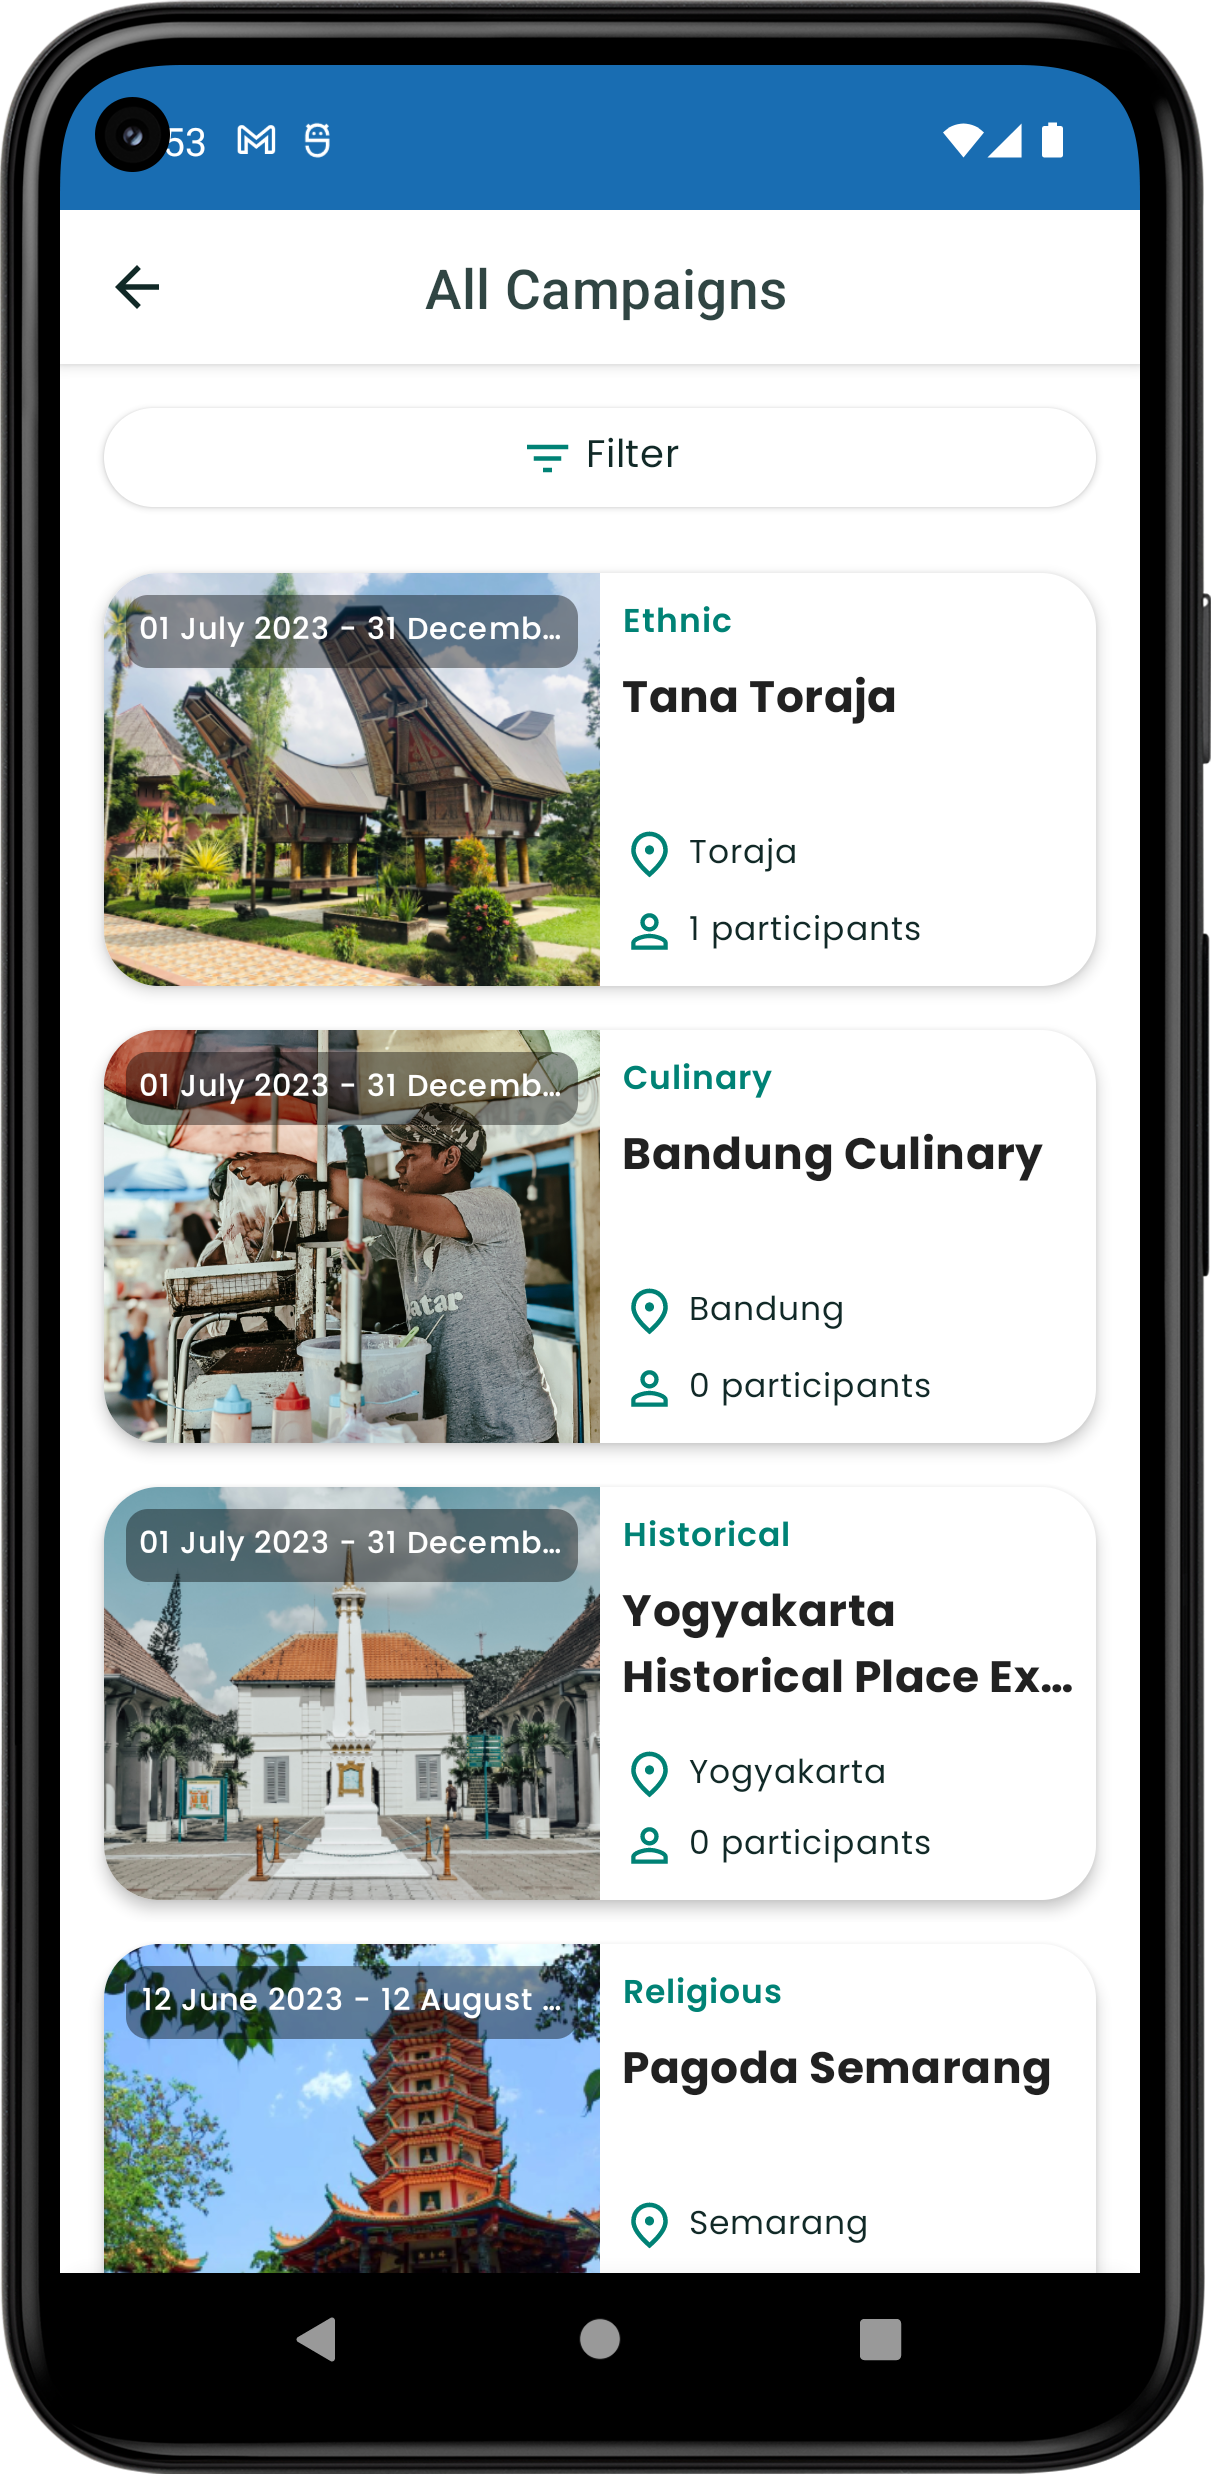 53
All Campaigns
Filter
01 July 2023 - 31 Decemb...
Ethnic
Tana Toraja
Toraja
1 participants
01 July 2023 - 31 Decemb...
Culinary
Bandung Culinary
atar
Bandung
0 participants
01 July 2023 - 31 Decemb...
Historical
Yogyakarta
Historical Place Ex...
Yogyakarta
0 participants
12 June 2023 - 12 August ...
Religious
Pagoda Semarang
Semarang